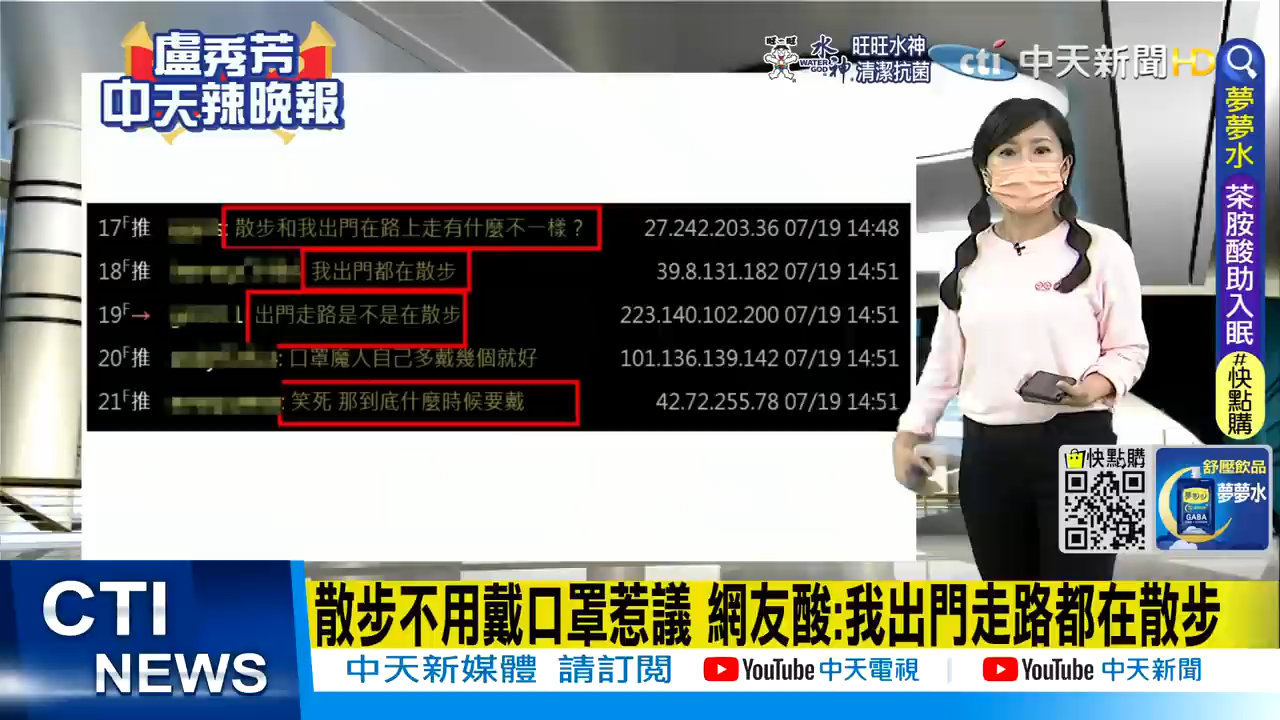 盧秀芳
中天辣晚報
旺旺水神
清潔抗菌
水神
WATER GOD
cti 中天新聞HD
夢夢水
茶胺酸助入眠
#快點購
17F推 散步和我出門在路上走有什麼不一樣？ 27.242.203.36 07/19 14:48
18F推 我出門都在散步 39.8.131.182 07/19 14:51
19F→ 出門走路是不是在散步 223.140.102.200 07/19 14:51
20F推 : 口罩魔人自己多戴幾個就好 101.136.139.142 07/19 14:51
21F推 : 笑死 那到底什麼時候要戴 42.72.255.78 07/19 14:51
快點購
舒壓飲品
夢夢水
GABA
CTI
NEWS
散步不用戴口罩惹議 網友酸:我出門走路都在散步
中天新媒體 請訂閱 YouTube 中天電視 | YouTube 中天新聞